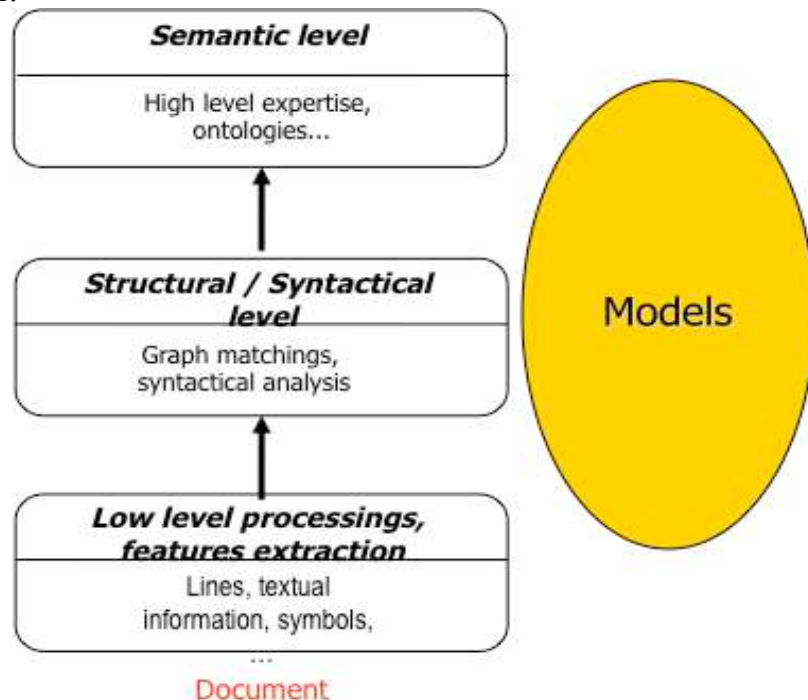 Semantic level
High level expertise,
ontologies...
Structural / Syntactical
level
Graph matchings,
syntactical analysis
Models
Low level processings,
features extraction
Lines, textual
information, symbols,
...
Document